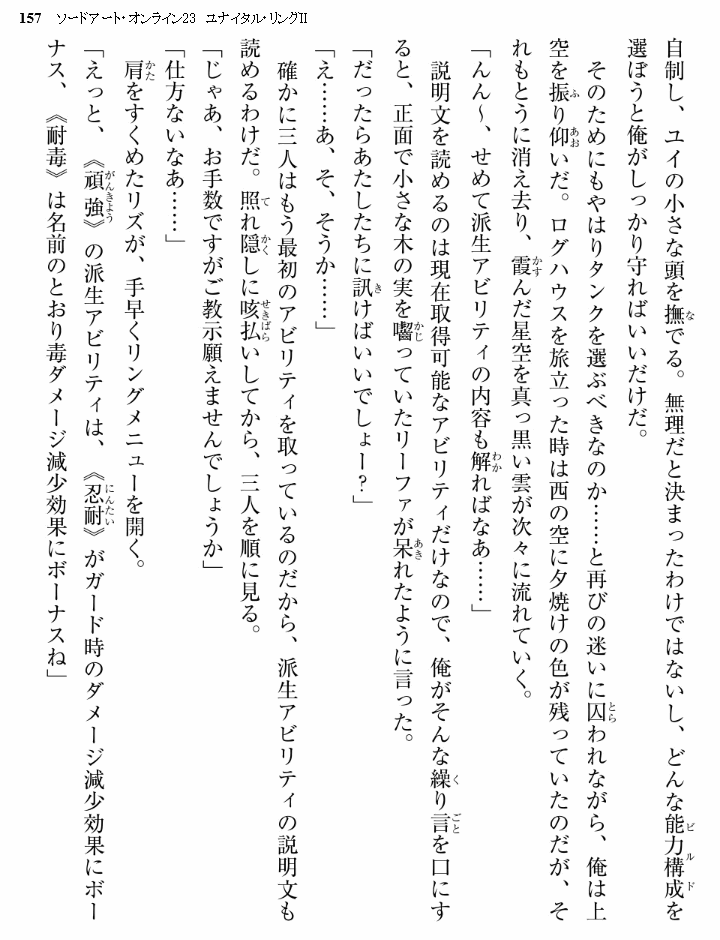 157 ソードアート・オンライン23 ユナイタル・リングII
自制し、ユイの小さな頭を撫でる。無理だと決まったわけではないし、どんな能力構成を
選ぼうと俺がしっかり守ればいいだけだ。
そのためにもやはりタンクを選ぶべきなのか……と再びの迷いに囚われながら、俺は上
空を振り仰いだ。ログハウスを旅立った時は西の空に夕焼けの色が残っていたのだが、そ
れもとうに消え去り、霞んだ星空を真っ黒い雲が次々に流れていく。
「んん〜、せめて派生アビリティの内容も解ればなあ……」
説明文を読めるのは現在取得可能なアビリティだけなので、俺がそんな繰り言を口にす
ると、正面で小さな木の実を囓っていたリーファが呆れたように言った。
「だったらあたしたちに訊けばいいでしょー？」
「え……あ、そ、そうか……」
確かに三人はもう最初のアビリティを取っているのだから、派生アビリティの説明文も
読めるわけだ。照れ隠しに咳払いしてから、三人を順に見る。
「じゃあ、お手数ですがご教示願えませんでしょうか」
「仕方ないなあ……」
肩をすくめたリズが、手早くリングメニューを開く。
「えっと、《頑強》の派生アビリティは、《忍耐》がガード時のダメージ減少効果にボー
ナス、《耐毒》は名前のとおり毒ダメージ減少効果にボーナスね」